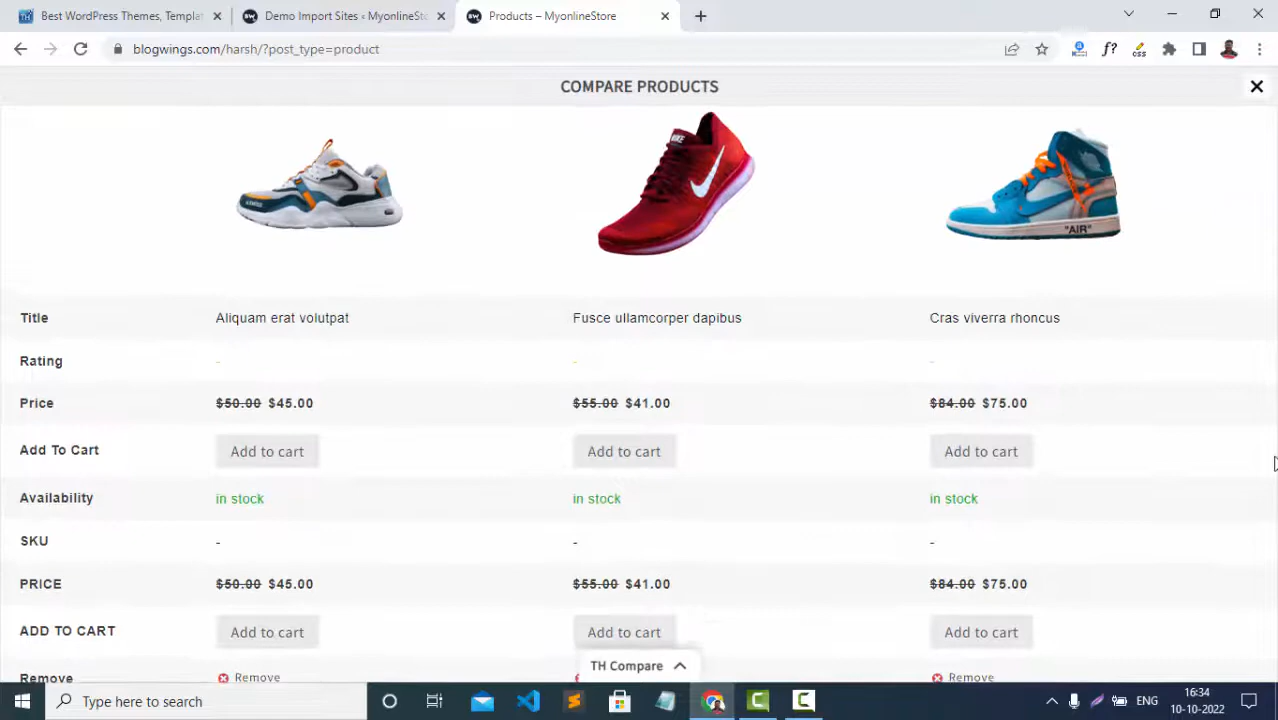 Best WordPress Themes, Templat
Demo Import Sites ‹ MyonlineSto
Products – MyonlineStore
blogwings.com/harsh/?post_type=product
f?
css
COMPARE PRODUCTS
NIKE
"AIR"
Title Aliquam erat volutpat Fusce ullamcorper dapibus Cras viverra rhoncus
Rating - - -
Price $50.00 $45.00 $55.00 $41.00 $84.00 $75.00
Add To Cart Add to cart Add to cart Add to cart
Availability in stock in stock in stock
SKU - - -
PRICE $50.00 $45.00 $55.00 $41.00 $84.00 $75.00
ADD TO CART Add to cart Add to cart Add to cart
TH Compare
Remove Remove Remove
Type here to search
ENG
16:34
10-10-2022